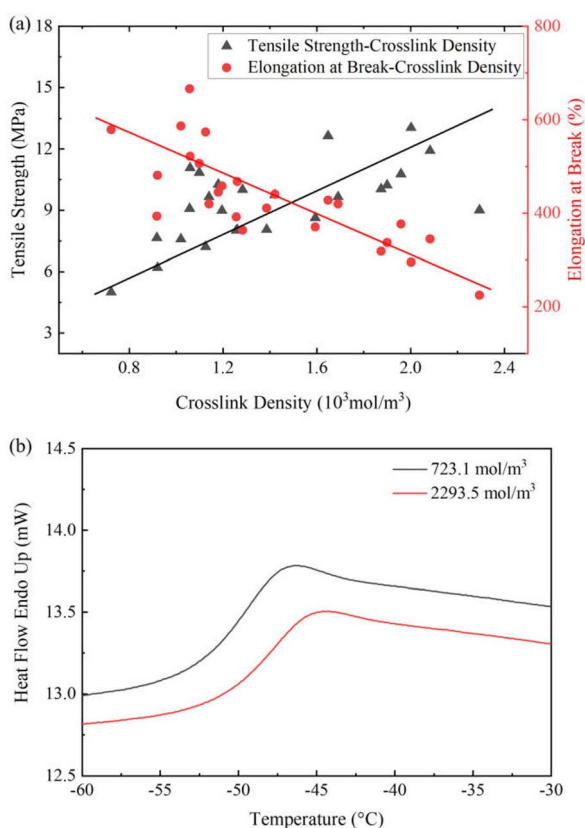 (a)
18
15
12
9
6
3
Tensile Strength (MPa)
Tensile Strength-Crosslink Density
Elongation at Break-Crosslink Density
800
600
400
200
Elongation at Break (%)
0.8 1.2 1.6 2.0 2.4
Crosslink Density (10³mol/m³)
(b)
14.5
14.0
13.5
13.0
12.5
Heat Flow Endo Up (mW)
723.1 mol/m³
2293.5 mol/m³
-60 -55 -50 -45 -40 -35 -30
Temperature (°C)